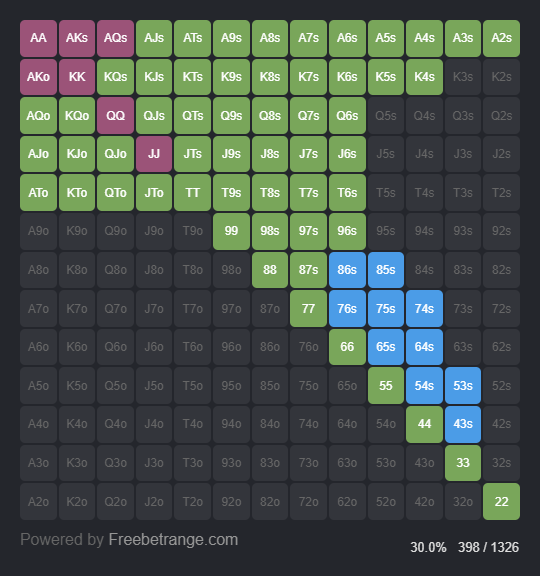 AA AKs AQs AJs ATs A9s A8s A7s A6s A5s A4s A3s A2s
AKo KK KQs KJs KTs K9s K8s K7s K6s K5s K4s K3s K2s
AQo KQo QQ QJs QTs Q9s Q8s Q7s Q6s Q5s Q4s Q3s Q2s
AJo KJo QJo JJ JTs J9s J8s J7s J6s J5s J4s J3s J2s
ATo KTo QTo JTo TT T9s T8s T7s T6s T5s T4s T3s T2s
A9o K9o Q9o J9o T9o 99 98s 97s 96s 95s 94s 93s 92s
A8o K8o Q8o J8o T8o 98o 88 87s 86s 85s 84s 83s 82s
A7o K7o Q7o J7o T7o 97o 87o 77 76s 75s 74s 73s 72s
A6o K6o Q6o J6o T6o 96o 86o 76o 66 65s 64s 63s 62s
A5o K5o Q5o J5o T5o 95o 85o 75o 65o 55 54s 53s 52s
A4o K4o Q4o J4o T4o 94o 84o 74o 64o 54o 44 43s 42s
A3o K3o Q3o J3o T3o 93o 83o 73o 63o 53o 43o 33 32s
A2o K2o Q2o J2o T2o 92o 82o 72o 62o 52o 42o 32o 22
Powered by Freebetrange.com
30.0% 398 / 1326